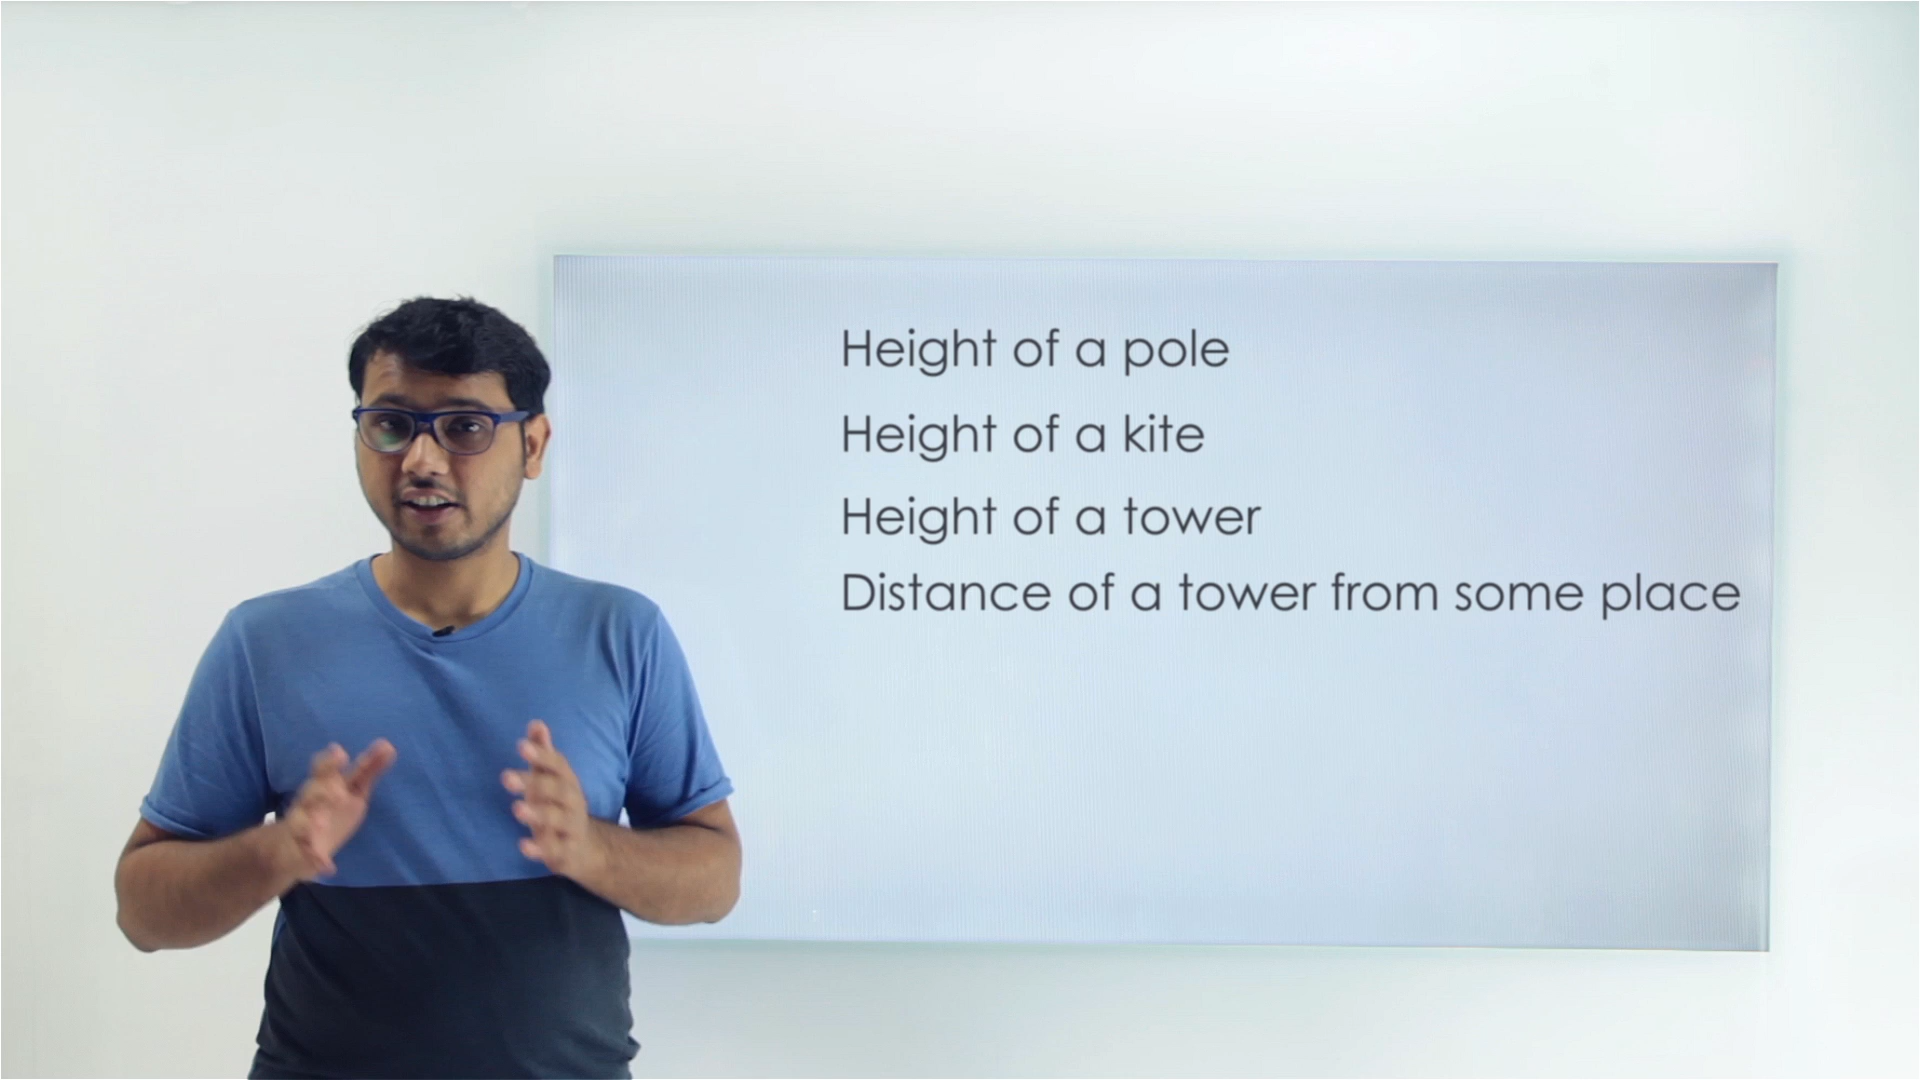 Height of a pole
Height of a kite
Height of a tower
Distance of a tower from some place